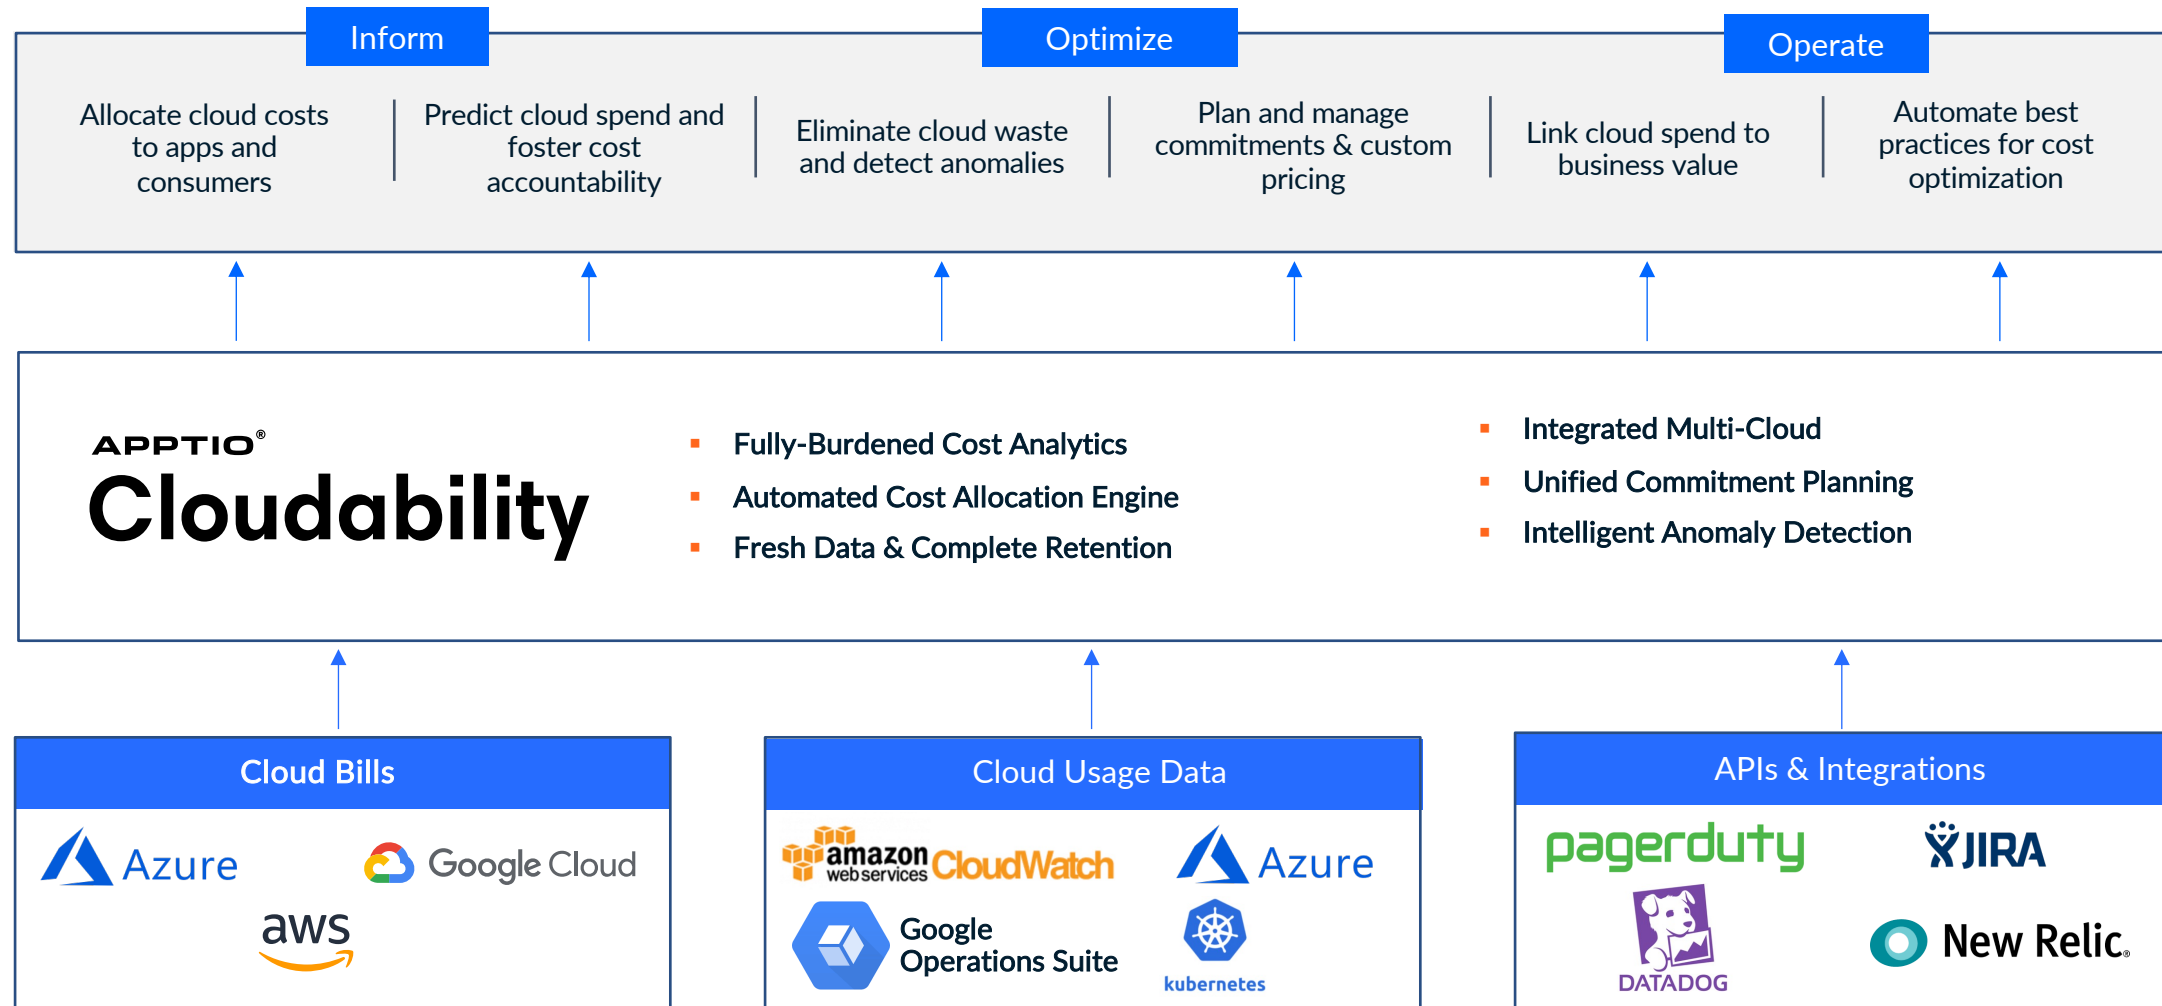 Inform
Optimize
Operate
Allocate cloud costs
to apps and
consumers
Predict cloud spend and
foster cost
accountability
Eliminate cloud waste
and detect anomalies
Plan and manage
commitments & custom
pricing
Link cloud spend to
business value
Automate best
practices for cost
optimization
APPTIO®
Cloudability
▪ Fully-Burdened Cost Analytics
▪ Automated Cost Allocation Engine
▪ Fresh Data & Complete Retention
▪ Integrated Multi-Cloud
▪ Unified Commitment Planning
▪ Intelligent Anomaly Detection
Cloud Bills
Azure
Google Cloud
aws
Cloud Usage Data
amazon
webservices
CloudWatch
Azure
Google
Operations Suite
kubernetes
APIs & Integrations
pagerduty
JIRA
DATADOG
New Relic®